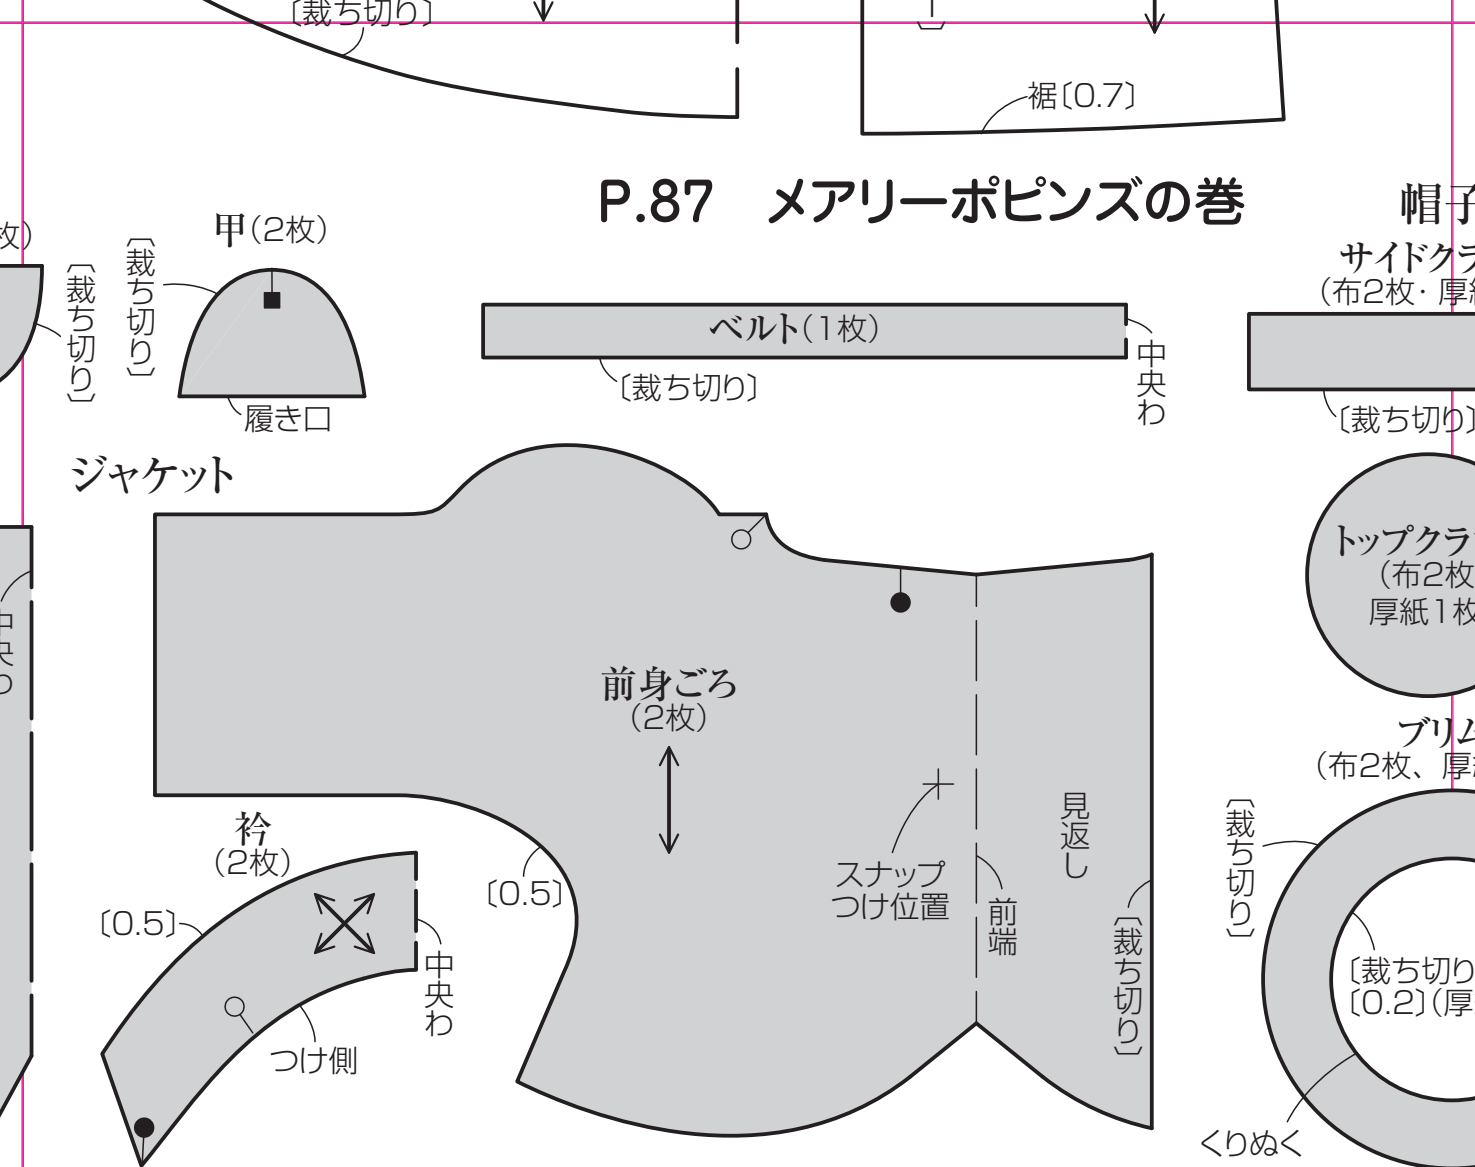 〔裁ち切り〕
裾〔0.7〕
P.87 メアリーポピンズの巻
帽子
枚)
〔裁ち切り〕
〔裁ち切り〕
甲(2枚)
履き口
ベルト(1枚)
〔裁ち切り〕
中央わ
サイドクラ
(布2枚・厚紙
〔裁ち切り〕
ジャケット
中央わ
前身ごろ
(2枚)
〔0.5〕
スナップ
つけ位置
前端
見返し
〔裁ち切り〕
衿
(2枚)
〔0.5〕
中央わ
つけ側
トップクラ
(布2枚
厚紙1枚
ブリム
(布2枚、厚紙
〔裁ち切り〕
〔裁ち切り
〔0.2〕(厚
くりぬく